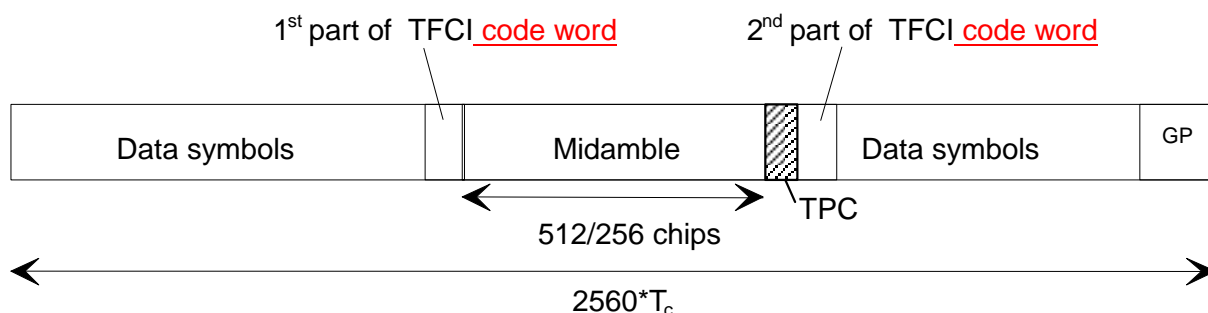 1st part of TFCI code word
2nd part of TFCI code word
Data symbols
Midamble
Data symbols
GP
TPC
512/256 chips
2560*Tc